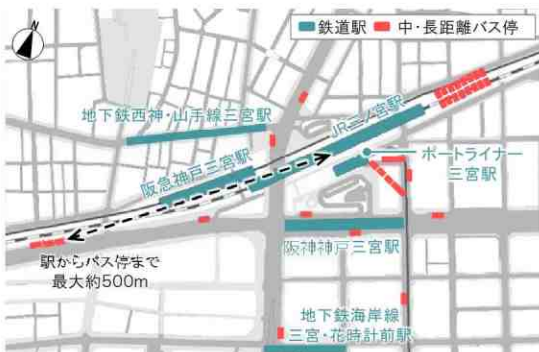 N
鉄道駅 中・長距離バス停
地下鉄西神・山手線三宮駅
JR三ノ宮駅
阪急神戸三宮駅
ポートライナー
三宮駅
阪神神戸三宮駅
駅からバス停まで
最大約500m
地下鉄海岸線
三宮・花時計前駅